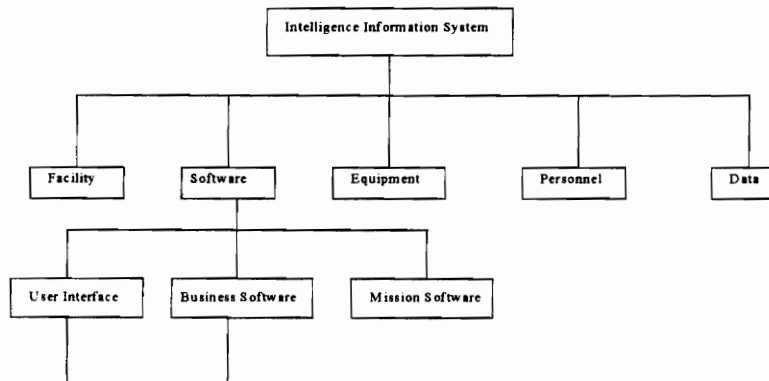 Intelligence Information System
Facility
Software
Equipment
Personnel
Data
User Interface
Business Software
Mission Software